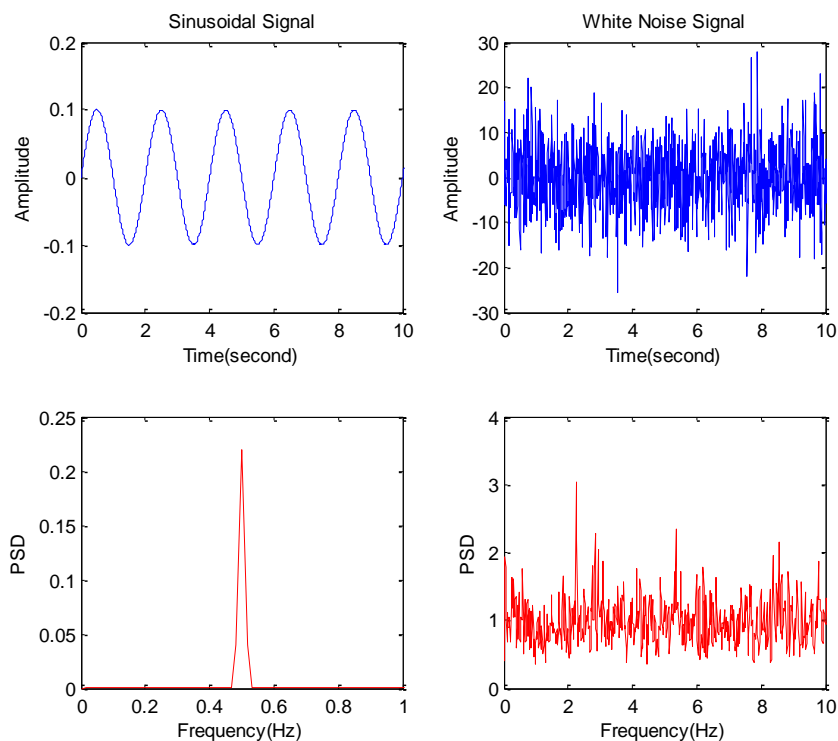 Sinusoidal Signal
0.2
0.1
0
-0.1
-0.2
Amplitude
0 2 4 6 8 10
Time(second)
White Noise Signal
30
20
10
0
-10
-20
-30
Amplitude
0 2 4 6 8 10
Time(second)
0.25
0.2
0.15
0.1
0.05
0
PSD
0 0.2 0.4 0.6 0.8 1
Frequency(Hz)
4
3
2
1
0
PSD
0 2 4 6 8 10
Frequency(Hz)